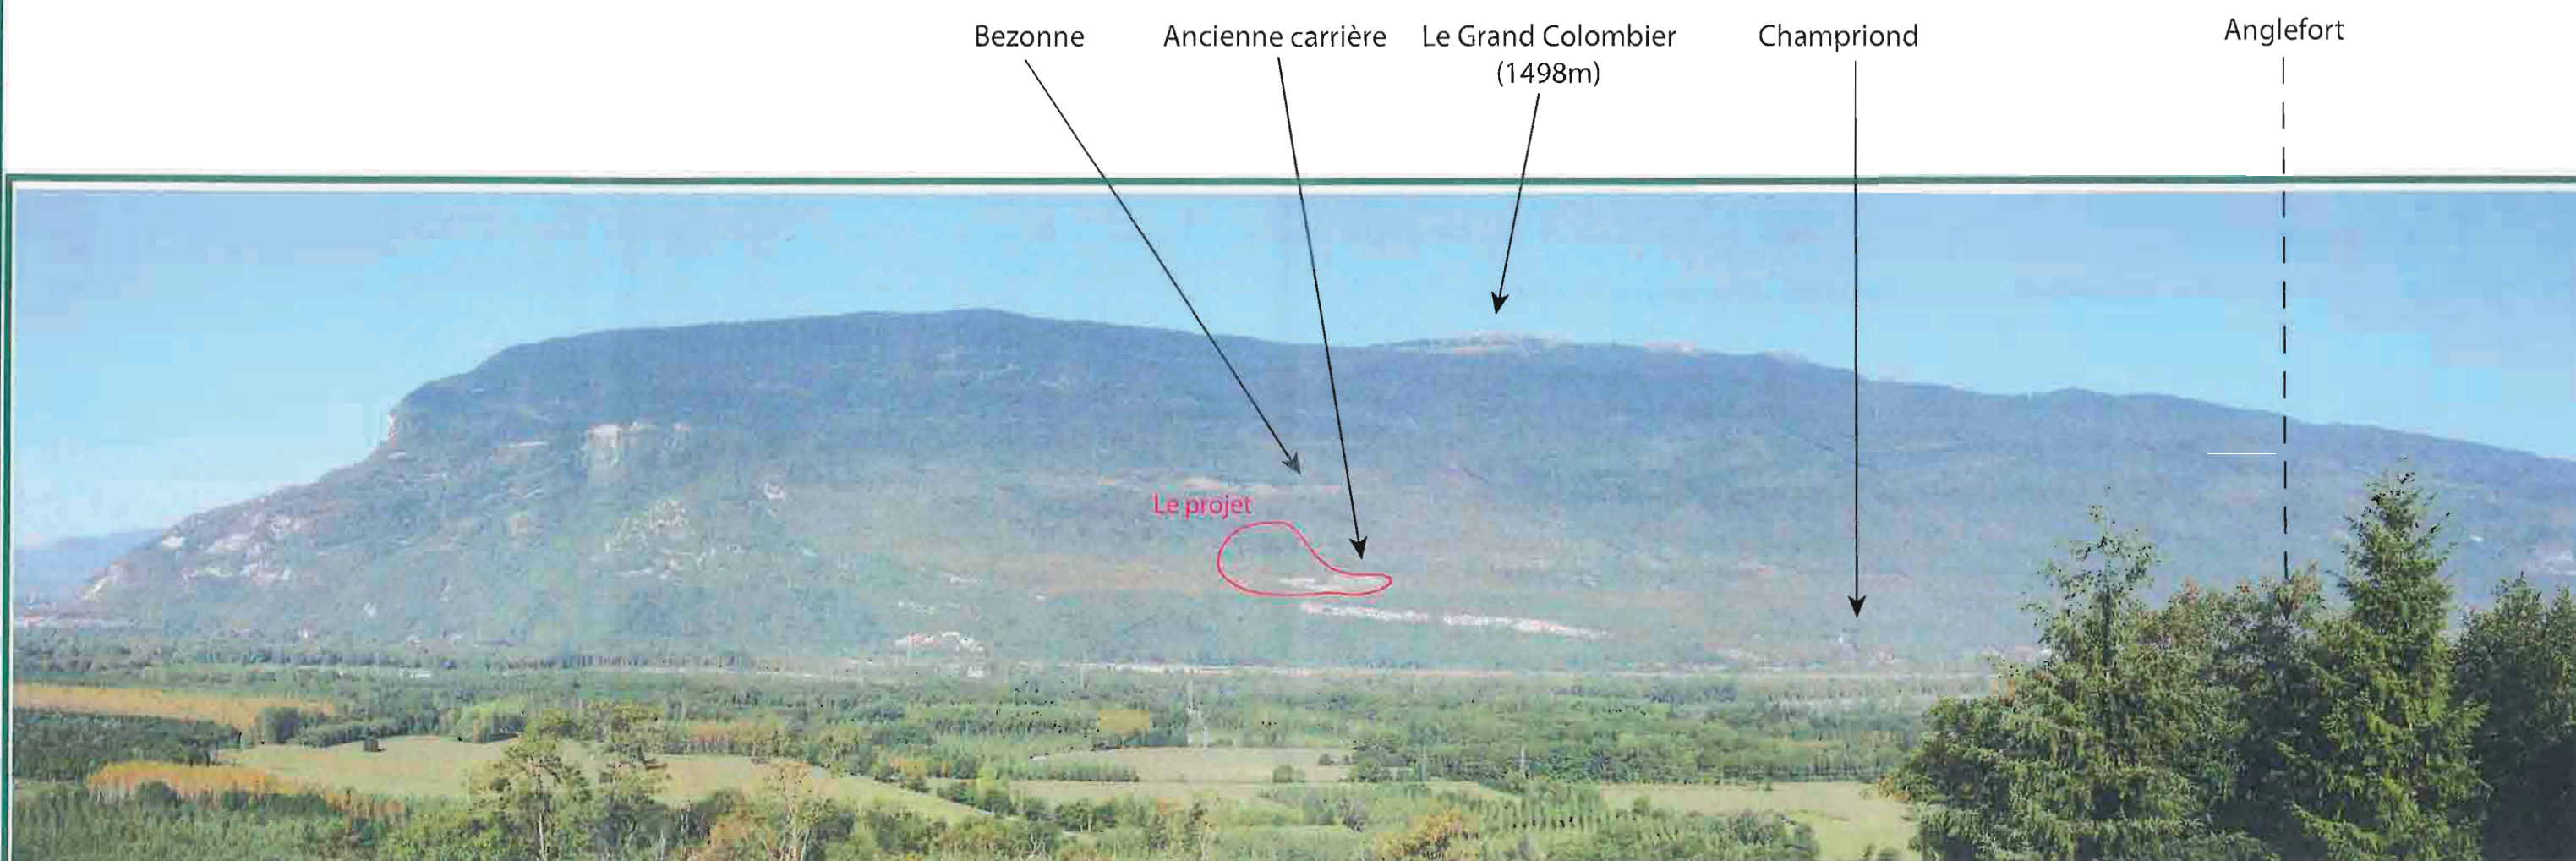 Bezonne
Ancienne carrière
Le Grand Colombier
(1498m)
Champriond
Anglefort
Le projet